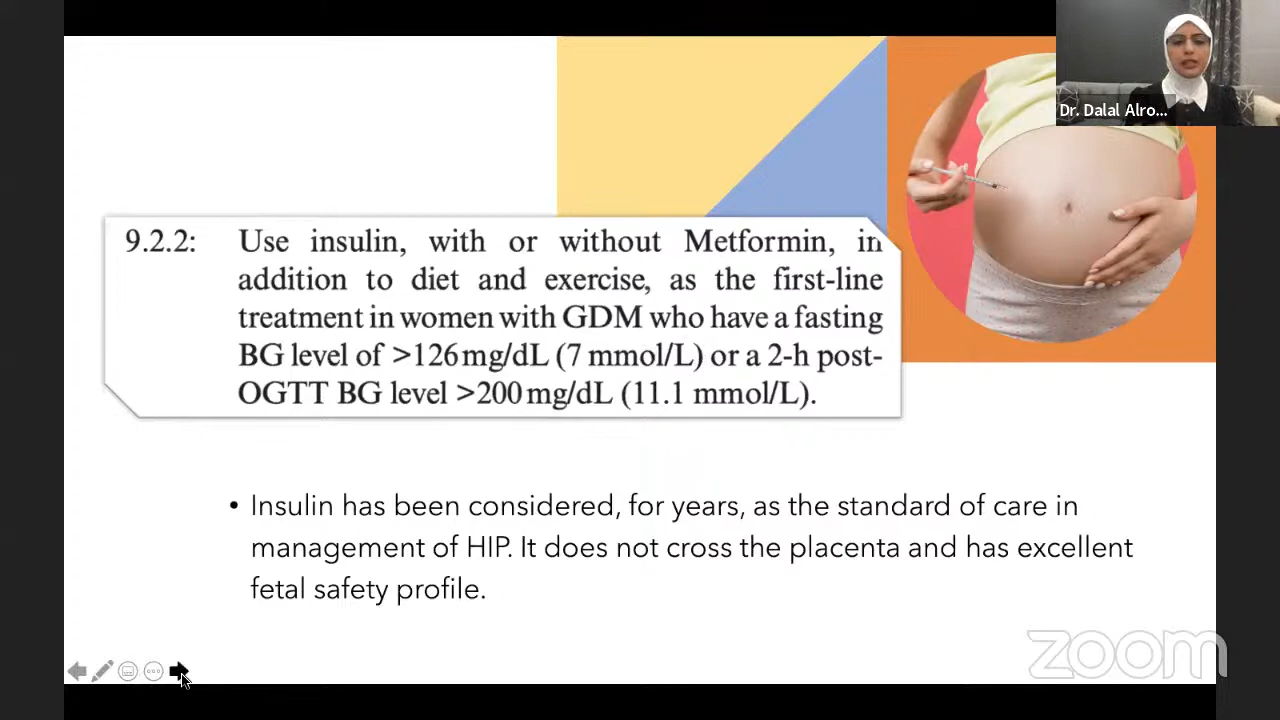 Dr. Dalal Alro...
9.2.2: Use insulin, with or without Metformin, in
addition to diet and exercise, as the first-line
treatment in women with GDM who have a fasting
BG level of >126 mg/dL (7 mmol/L) or a 2-h post-
OGTT BG level >200 mg/dL (11.1 mmol/L).
• Insulin has been considered, for years, as the standard of care in
management of HIP. It does not cross the placenta and has excellent
fetal safety profile.
zoom